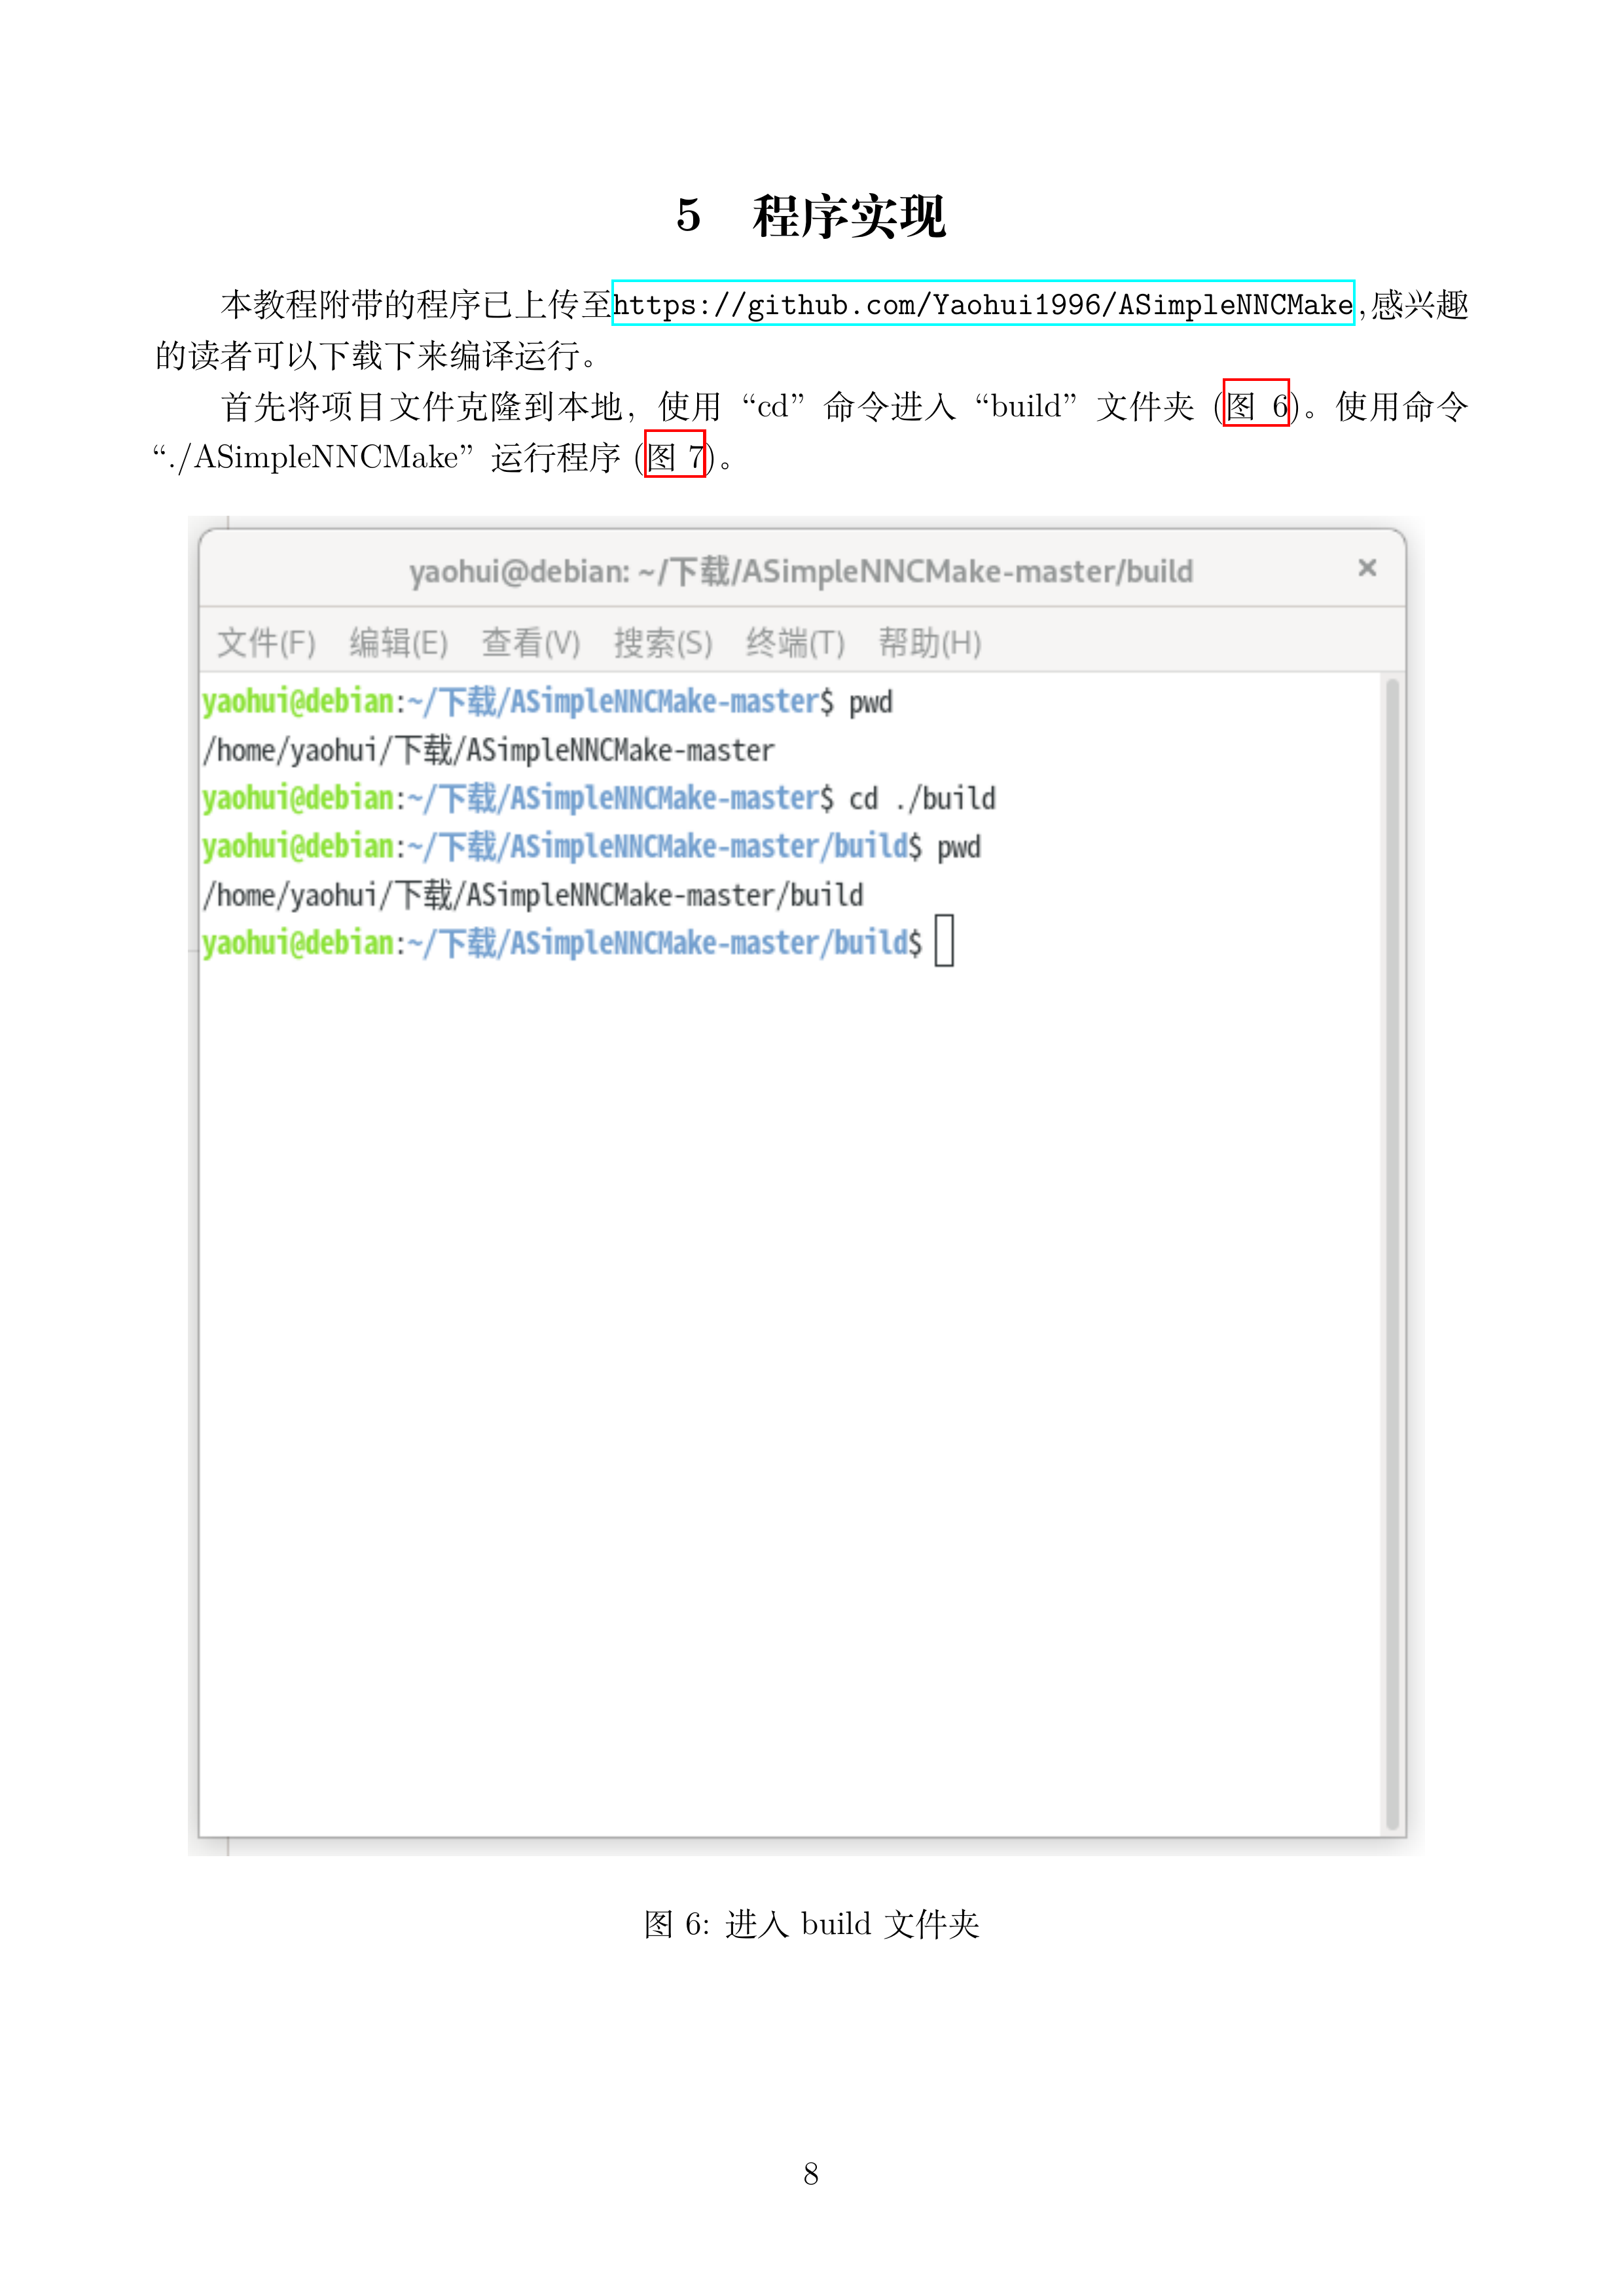 5 程序实现
本教程附带的程序已上传至https://github.com/Yaohui1996/ASimpleNNCMake,感兴趣
的读者可以下载下来编译运行。
首先将项目文件克隆到本地，使用 “cd” 命令进入 “build” 文件夹 (图 6)。使用命令
“./ASimpleNNCMake” 运行程序 (图 7)。
yaohui@debian: ~/下载/ASimpleNNCMake-master/build ×
文件(F) 编辑(E) 查看(V) 搜索(S) 终端(T) 帮助(H)
yaohui@debian:~/下载/ASimpleNNCMake-master$ pwd
/home/yaohui/下载/ASimpleNNCMake-master
yaohui@debian:~/下载/ASimpleNNCMake-master$ cd ./build
yaohui@debian:~/下载/ASimpleNNCMake-master/build$ pwd
/home/yaohui/下载/ASimpleNNCMake-master/build
yaohui@debian:~/下载/ASimpleNNCMake-master/build$
图 6: 进入 build 文件夹
8